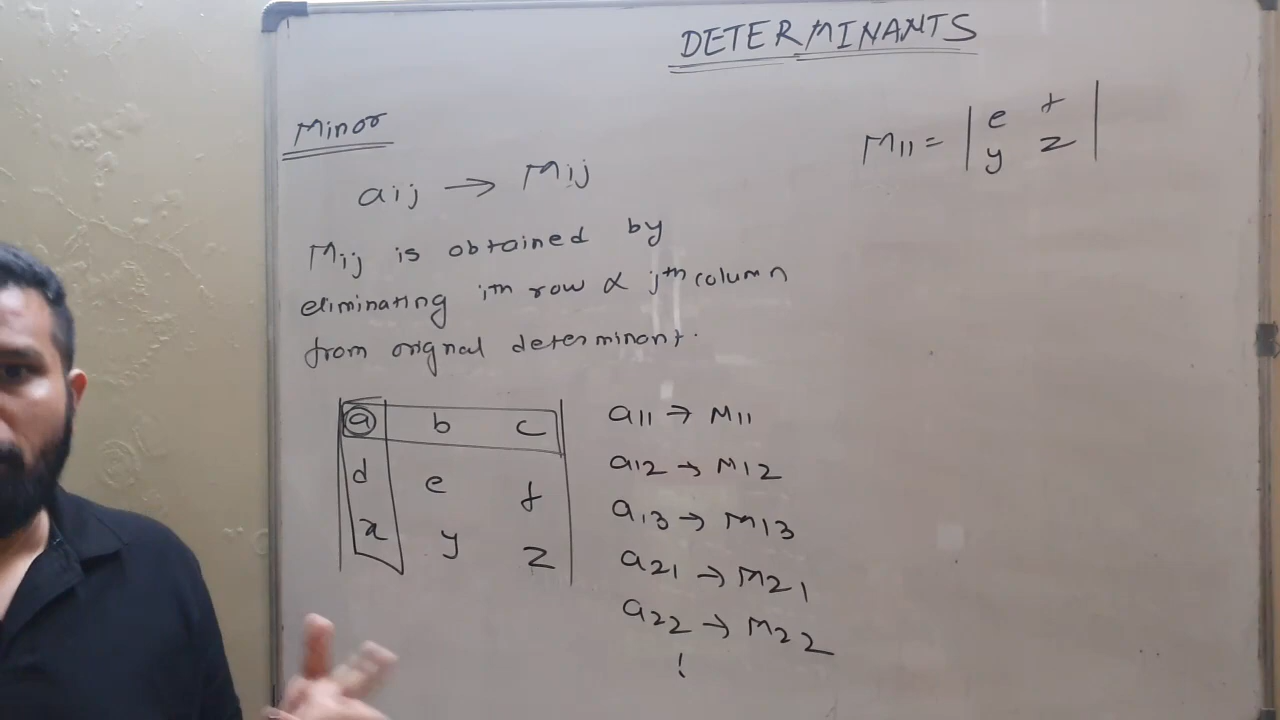 DETERMINANTS
Minor
aij → Mij
Mij is obtained by
eliminating ith row & jth column
from orignal determinant.
a b c
d e f
x y z
a11 → M11
a12 → M12
a13 → M13
a21 → M21
a22 → M22
M11 = | e f |
| y z |